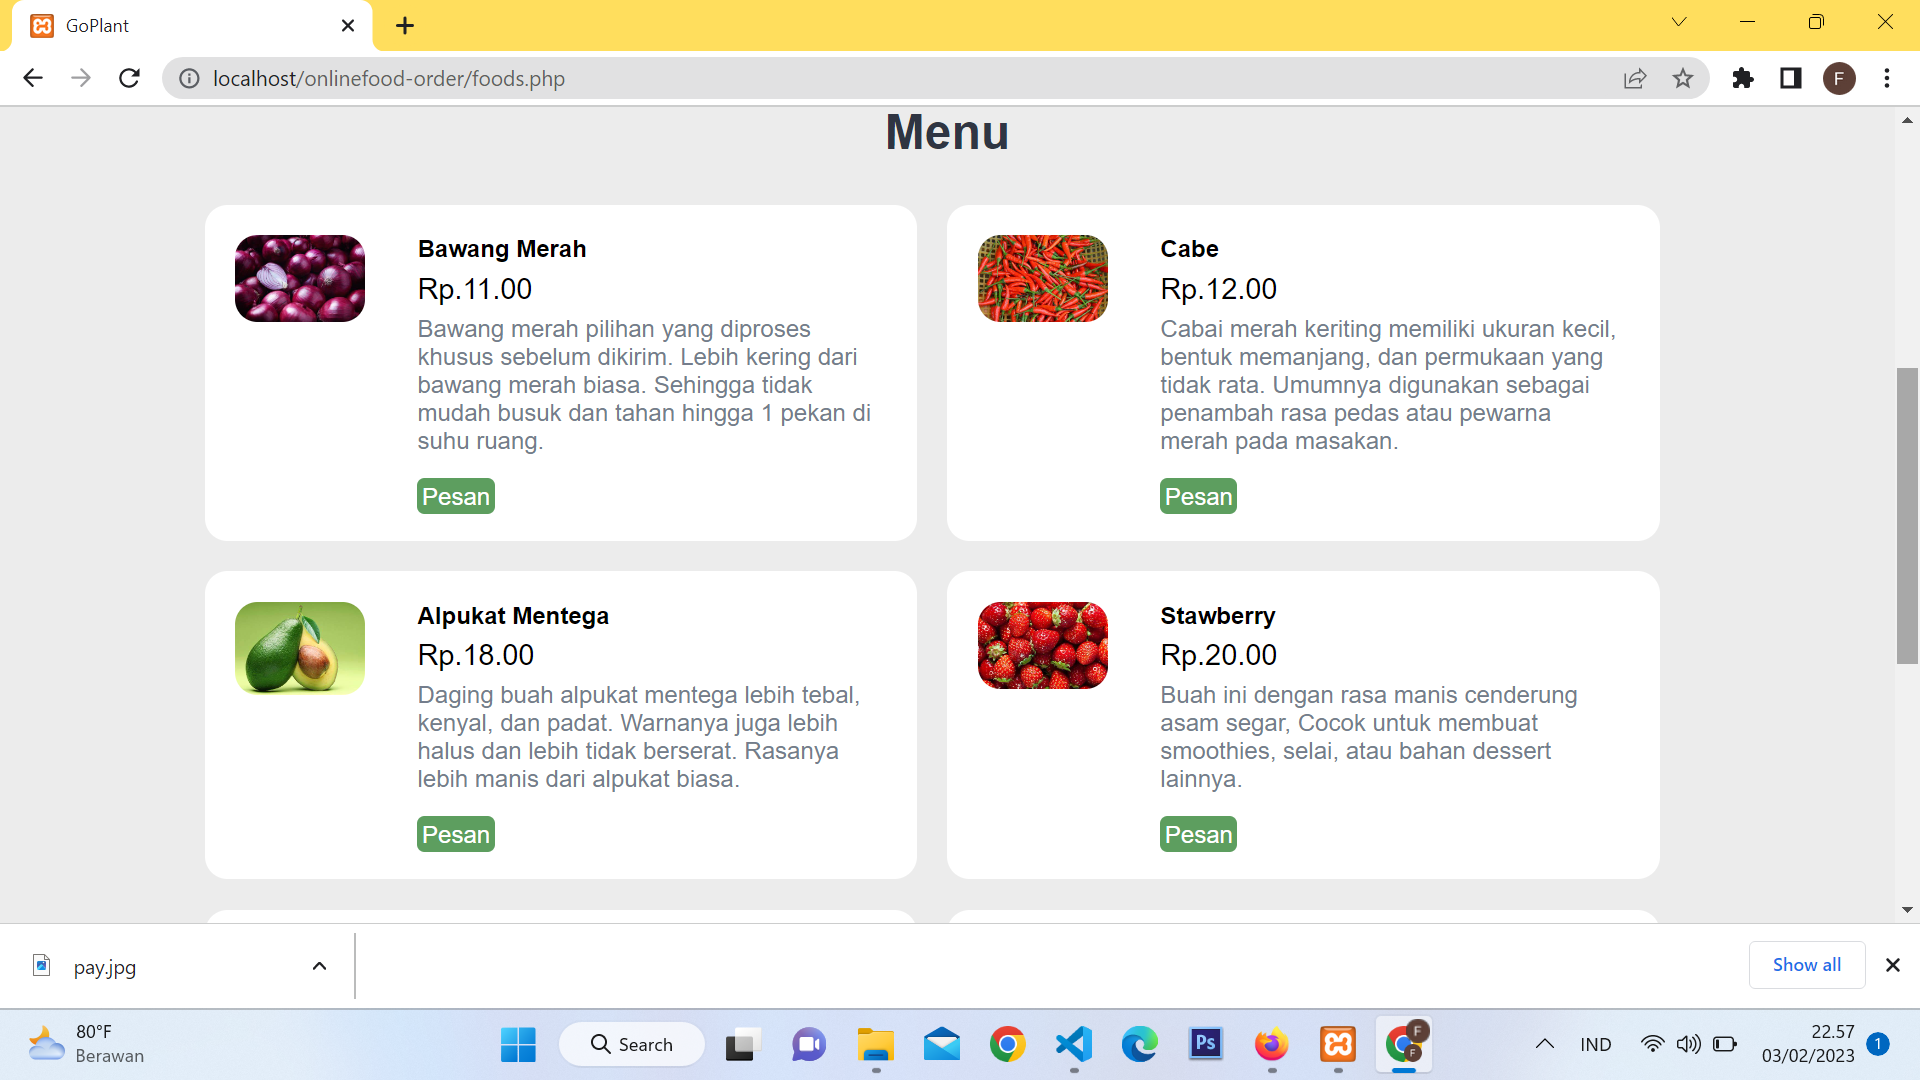 GoPlant
localhost/onlinefood-order/foods.php
F
Menu
Bawang Merah
Rp.11.00
Bawang merah pilihan yang diproses
khusus sebelum dikirim. Lebih kering dari
bawang merah biasa. Sehingga tidak
mudah busuk dan tahan hingga 1 pekan di
suhu ruang.
Pesan
Cabe
Rp.12.00
Cabai merah keriting memiliki ukuran kecil,
bentuk memanjang, dan permukaan yang
tidak rata. Umumnya digunakan sebagai
penambah rasa pedas atau pewarna
merah pada masakan.
Pesan
Alpukat Mentega
Rp.18.00
Daging buah alpukat mentega lebih tebal,
kenyal, dan padat. Warnanya juga lebih
halus dan lebih tidak berserat. Rasanya
lebih manis dari alpukat biasa.
Pesan
Stawberry
Rp.20.00
Buah ini dengan rasa manis cenderung
asam segar, Cocok untuk membuat
smoothies, selai, atau bahan dessert
lainnya.
Pesan
pay.jpg
Show all
80°F
Berawan
Search
Ps
F
F
IND
22.57
03/02/2023
1